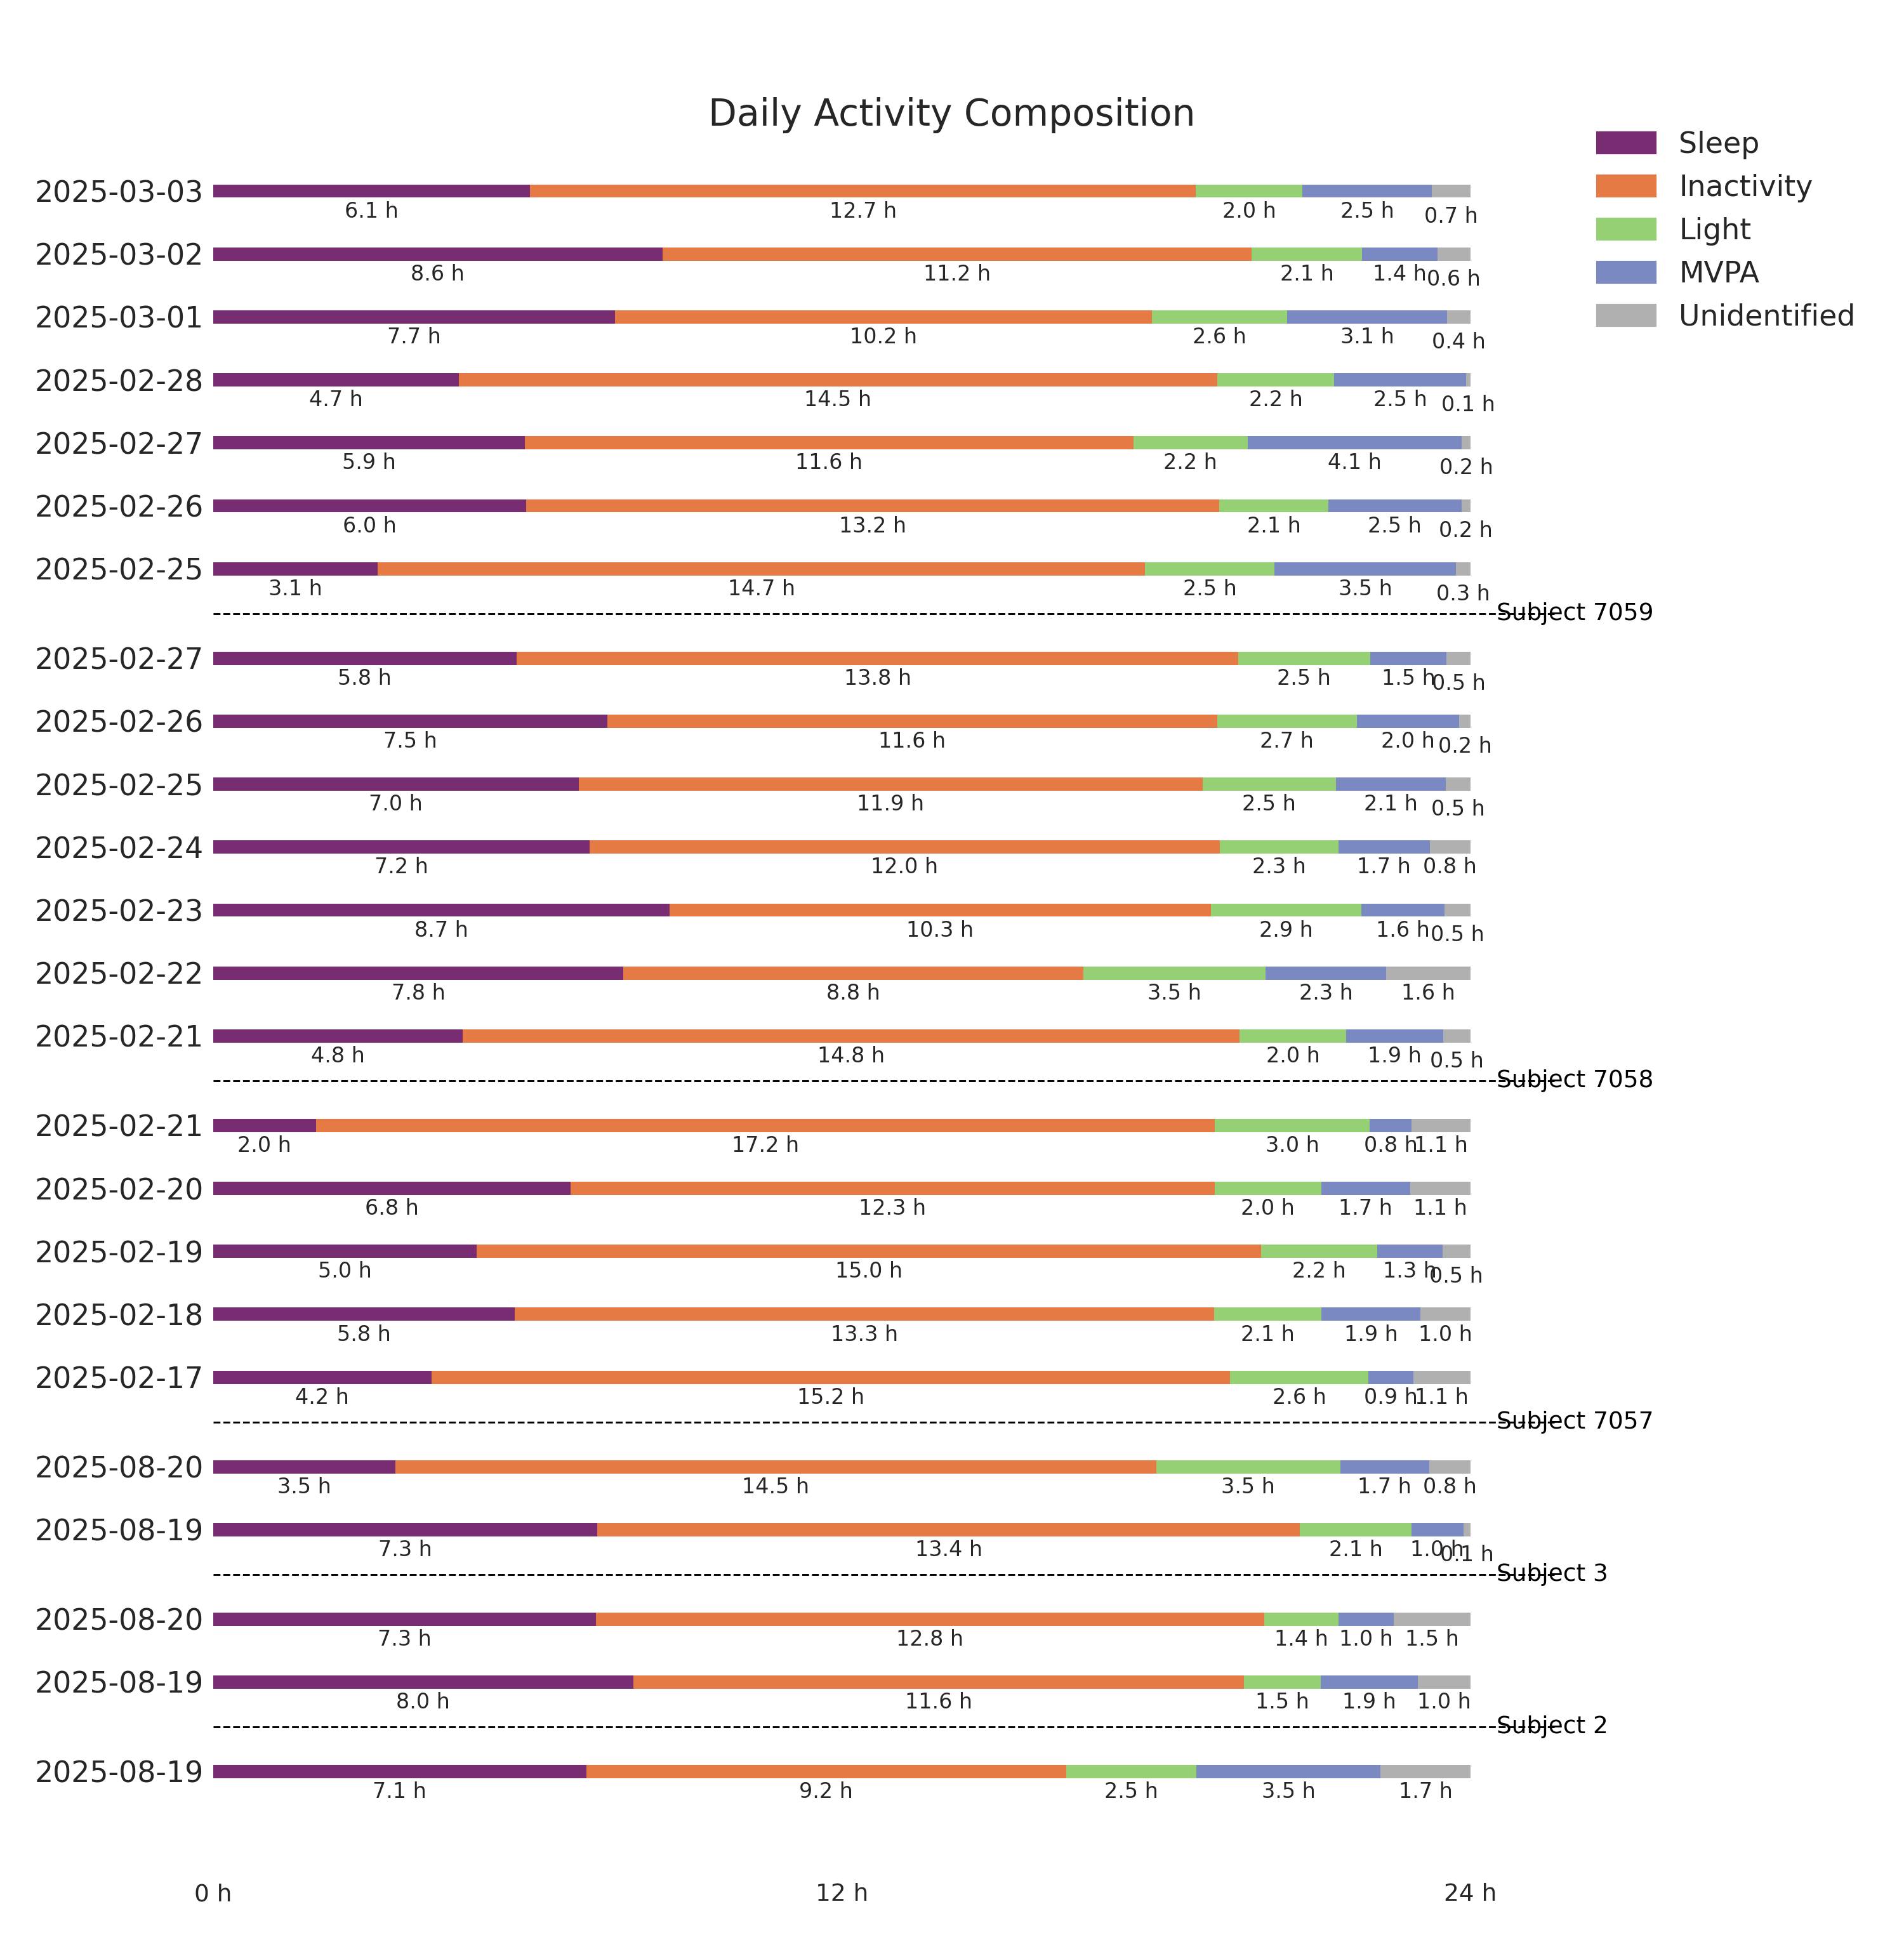 Daily Activity Composition
Sleep
Inactivity
Light
MVPA
Unidentified
2025-03-03
6.1 h 12.7 h 2.0 h 2.5 h 0.7 h
2025-03-02
8.6 h 11.2 h 2.1 h 1.4 h 0.6 h
2025-03-01
7.7 h 10.2 h 2.6 h 3.1 h 0.4 h
2025-02-28
4.7 h 14.5 h 2.2 h 2.5 h 0.1 h
2025-02-27
5.9 h 11.6 h 2.2 h 4.1 h 0.2 h
2025-02-26
6.0 h 13.2 h 2.1 h 2.5 h 0.2 h
2025-02-25
3.1 h 14.7 h 2.5 h 3.5 h 0.3 h
Subject 7059
2025-02-27
5.8 h 13.8 h 2.5 h 1.5 h 0.5 h
2025-02-26
7.5 h 11.6 h 2.7 h 2.0 h 0.2 h
2025-02-25
7.0 h 11.9 h 2.5 h 2.1 h 0.5 h
2025-02-24
7.2 h 12.0 h 2.3 h 1.7 h 0.8 h
2025-02-23
8.7 h 10.3 h 2.9 h 1.6 h 0.5 h
2025-02-22
7.8 h 8.8 h 3.5 h 2.3 h 1.6 h
2025-02-21
4.8 h 14.8 h 2.0 h 1.9 h 0.5 h
Subject 7058
2025-02-21
2.0 h 17.2 h 3.0 h 0.8 h 1.1 h
2025-02-20
6.8 h 12.3 h 2.0 h 1.7 h 1.1 h
2025-02-19
5.0 h 15.0 h 2.2 h 1.3 h 0.5 h
2025-02-18
5.8 h 13.3 h 2.1 h 1.9 h 1.0 h
2025-02-17
4.2 h 15.2 h 2.6 h 0.9 h 1.1 h
Subject 7057
2025-08-20
3.5 h 14.5 h 3.5 h 1.7 h 0.8 h
2025-08-19
7.3 h 13.4 h 2.1 h 1.0 h 0.1 h
Subject 3
2025-08-20
7.3 h 12.8 h 1.4 h 1.0 h 1.5 h
2025-08-19
8.0 h 11.6 h 1.5 h 1.9 h 1.0 h
Subject 2
2025-08-19
7.1 h 9.2 h 2.5 h 3.5 h 1.7 h
0 h 12 h 24 h